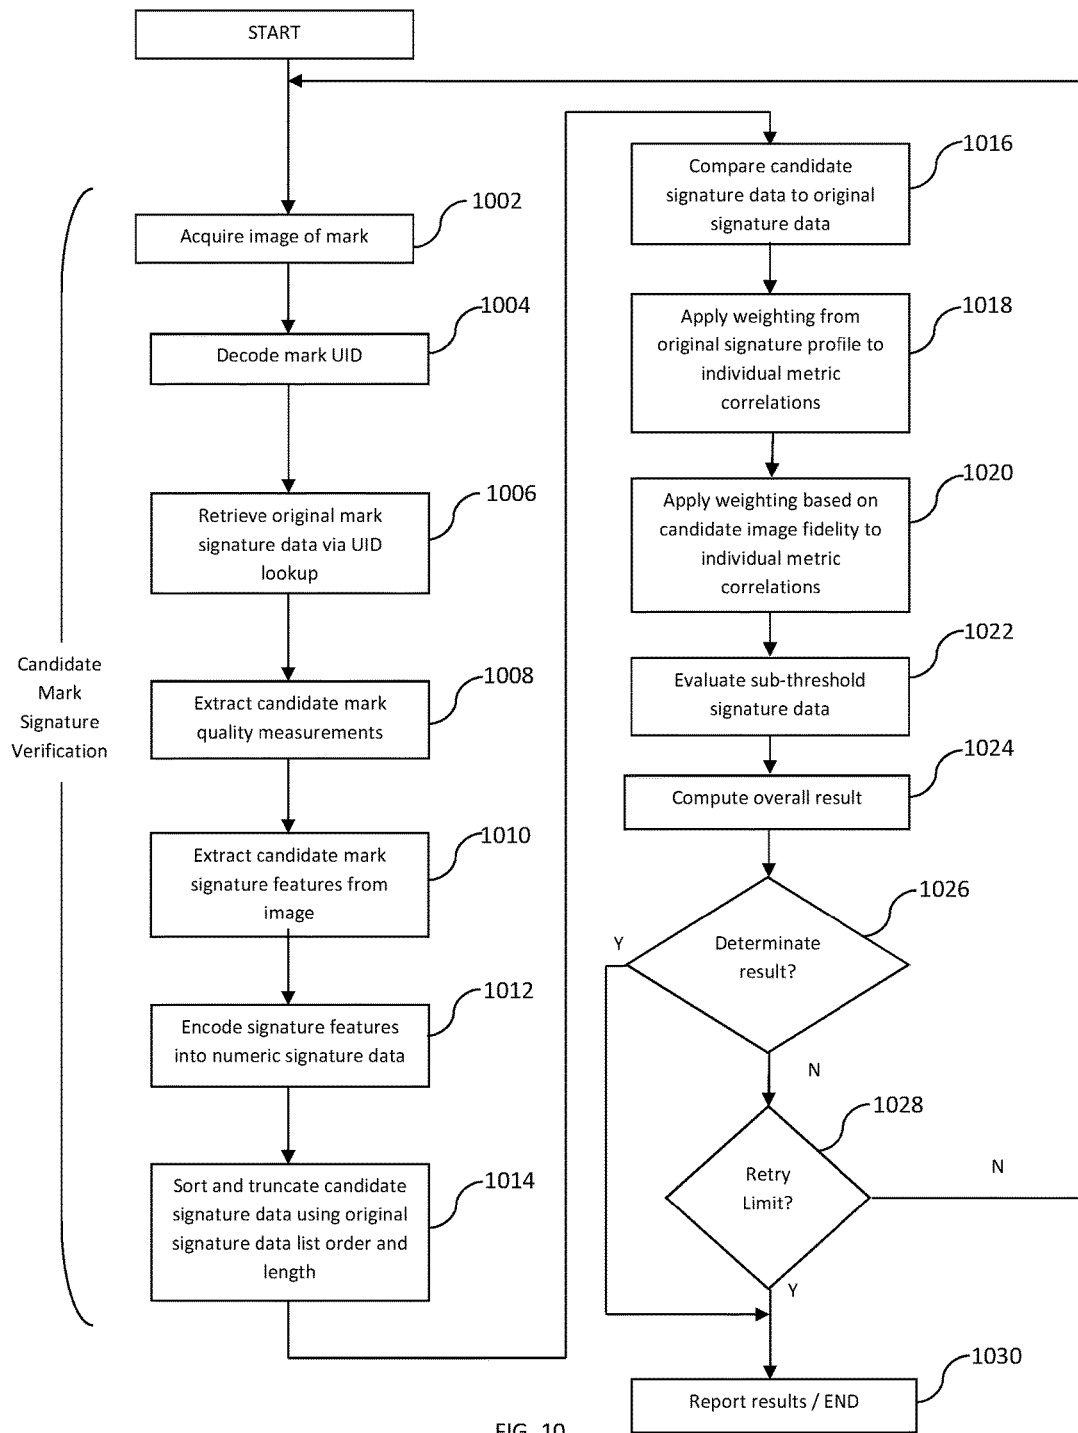 START
Candidate
Mark
Signature
Verification
1002
Acquire image of mark
1004
Decode mark UID
1006
Retrieve original mark
signature data via UID
lookup
1008
Extract candidate mark
quality measurements
1010
Extract candidate mark
signature features from
image
1012
Encode signature features
into numeric signature data
1014
Sort and truncate candidate
signature data using original
signature data list order and
length
1016
Compare candidate
signature data to original
signature data
1018
Apply weighting from
original signature profile to
individual metric
correlations
1020
Apply weighting based on
candidate image fidelity to
individual metric
correlations
1022
Evaluate sub-threshold
signature data
1024
Compute overall result
1026
Y
Determinate
result?
N
1028
Retry
Limit?
N
Y
1030
Report results / END
FIG. 10